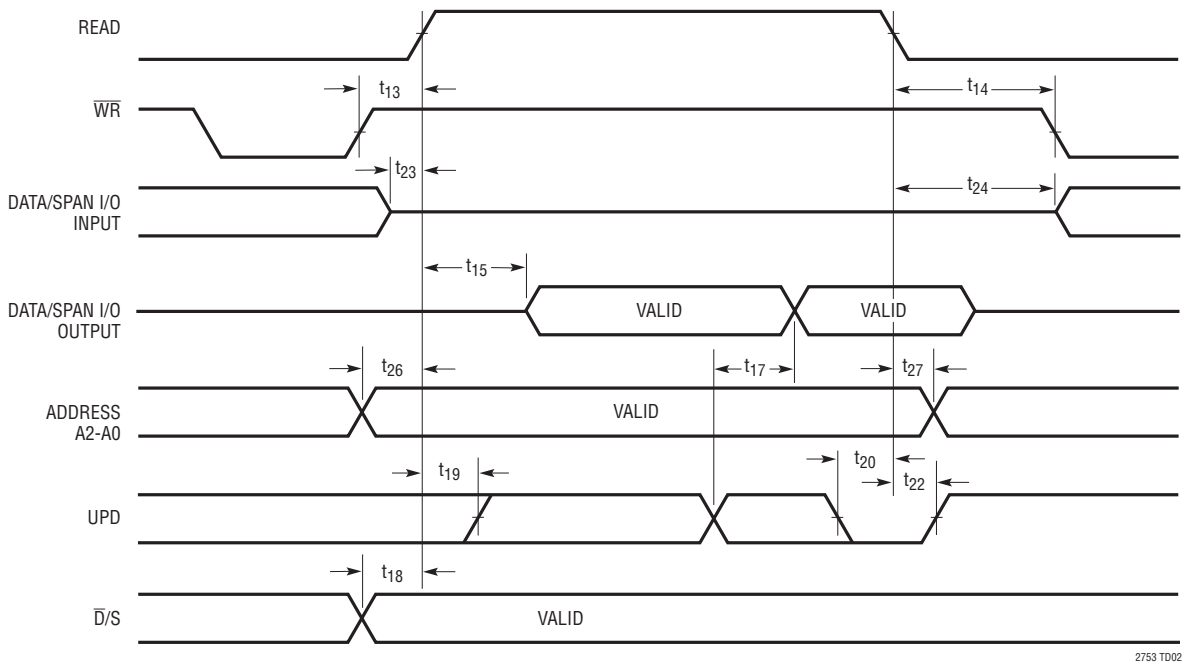 READ
t13
t14
W̅R̅
t23
t24
DATA/SPAN I/O
INPUT
t15
DATA/SPAN I/O
OUTPUT
VALID
VALID
t26
t17
t27
ADDRESS
A2-A0
VALID
t19
t20
t22
UPD
t18
D̅/S
VALID
2753 TD02